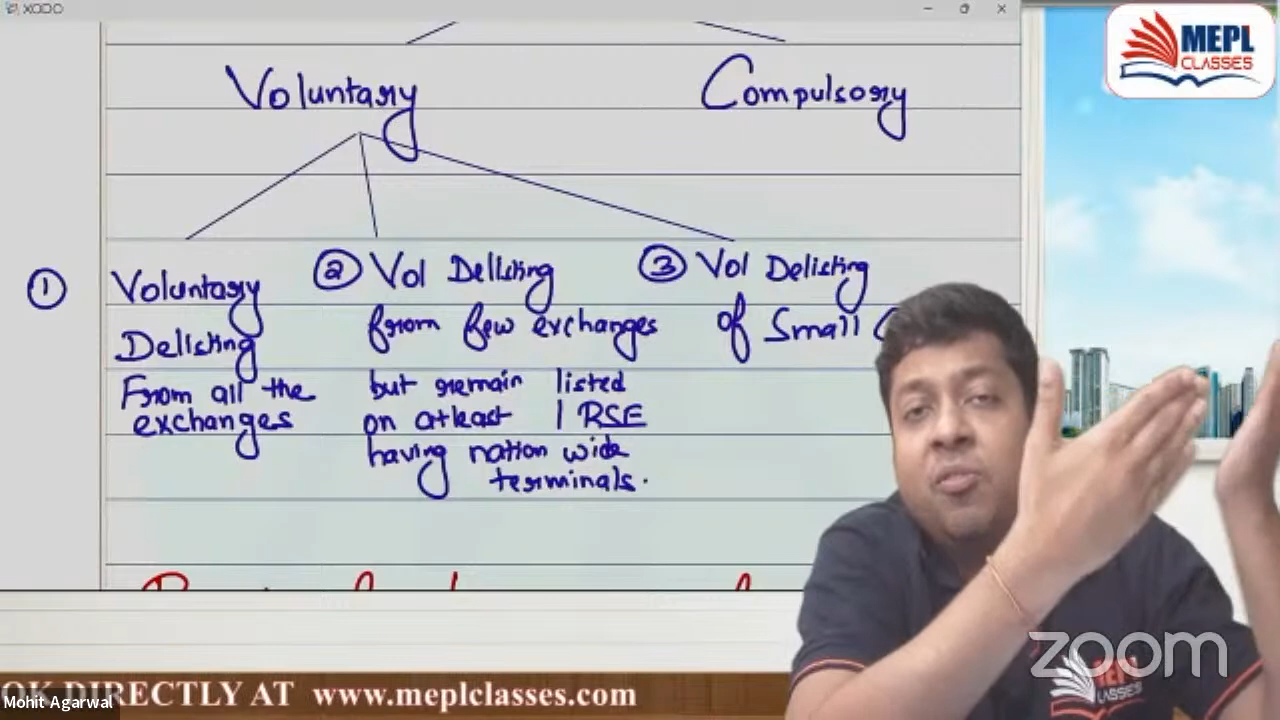 XODO
MEPL
CLASSES
Voluntary
Compulsory
① Voluntary
Delisting
From all the
exchanges
② Vol Delisting
from few exchanges
but remain listed
on atleast 1 RSE
having nation wide
terminals.
③ Vol Delisting
of Small
OK DIRECTLY AT www.meplclasses.com
Mohit Agarwal
zoom
MEPL
CLASSES